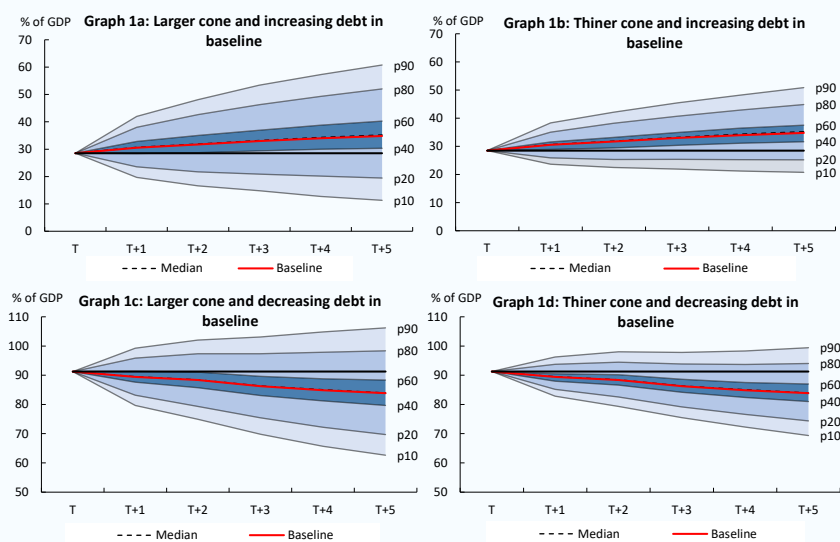 % of GDP
Graph 1a: Larger cone and increasing debt in
baseline
70
60
50
40
30
20
10
0
p90
p80
p60
p40
p20
p10
T T+1 T+2 T+3 T+4 T+5
Median Baseline
% of GDP
Graph 1b: Thiner cone and increasing debt in
baseline
70
60
50
40
30
20
10
0
p90
p80
p60
p40
p20
p10
T T+1 T+2 T+3 T+4 T+5
Median Baseline
% of GDP
Graph 1c: Larger cone and decreasing debt in
baseline
110
100
90
80
70
60
50
p90
p80
p60
p40
p20
p10
T T+1 T+2 T+3 T+4 T+5
Median Baseline
% of GDP
Graph 1d: Thiner cone and decreasing debt in
baseline
110
100
90
80
70
60
50
p90
p80
p60
p40
p20
p10
T T+1 T+2 T+3 T+4 T+5
Median Baseline